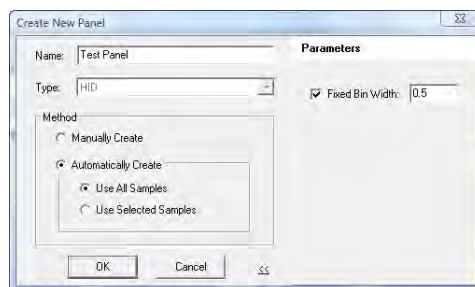 Create New Panel
Name: Test Panel
Type: HID
Method
Manually Create
Automatically Create
Use All Samples
Use Selected Samples
OK Cancel <<
Parameters
Fixed Bin Width: 0.5